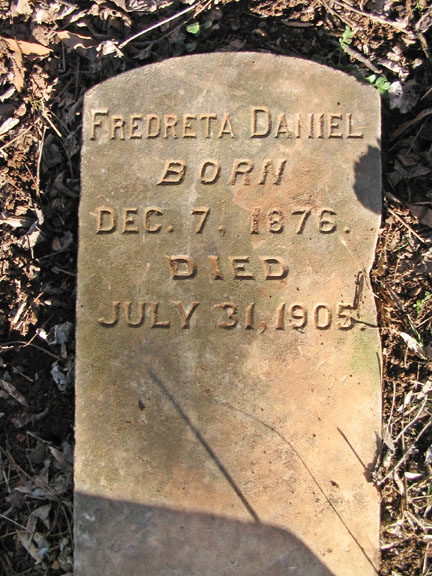 FREDRETA DANIEL
BORN
DEC. 7, 1876.
DIED
JULY 31, 1905